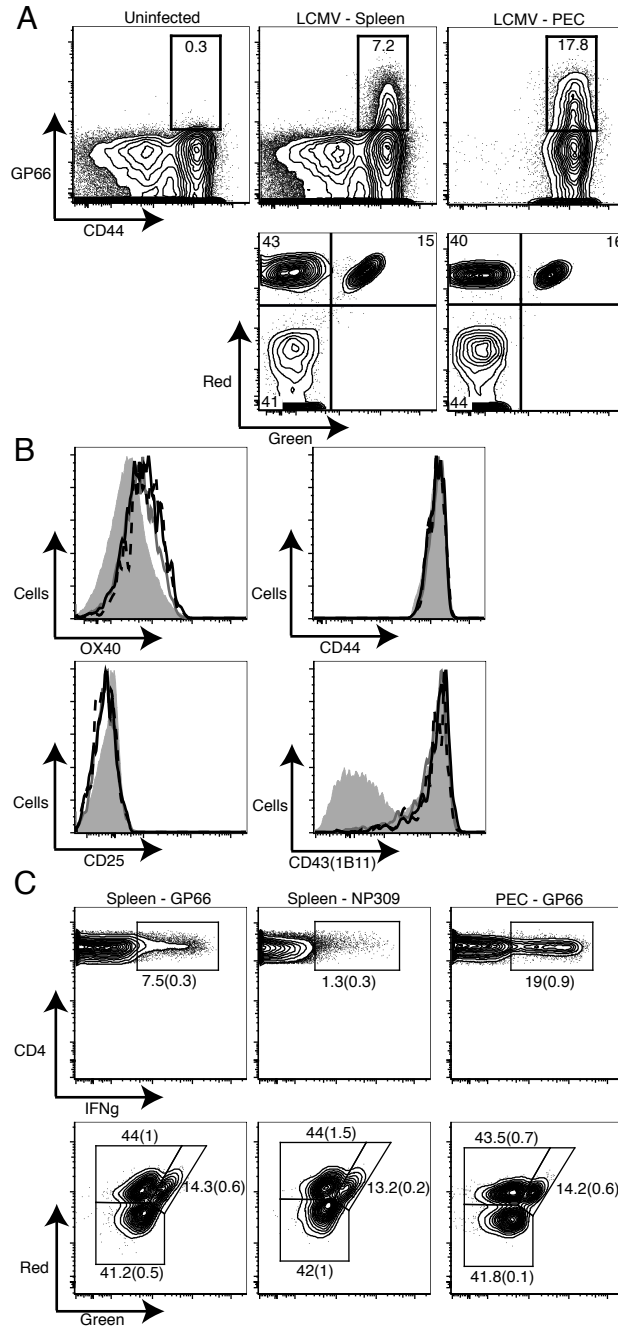 A
Uninfected
LCMV - Spleen
LCMV - PEC
0.3
7.2
17.8
GP66
CD44
43
15
40
16
41
44
Red
Green
B
Cells
OX40
Cells
CD44
Cells
CD25
Cells
CD43(1B11)
C
Spleen - GP66
Spleen - NP309
PEC - GP66
7.5(0.3)
1.3(0.3)
19(0.9)
CD4
IFNg
44(1)
44(1.5)
43.5(0.7)
14.3(0.6)
13.2(0.2)
14.2(0.6)
41.2(0.5)
42(1)
41.8(0.1)
Red
Green